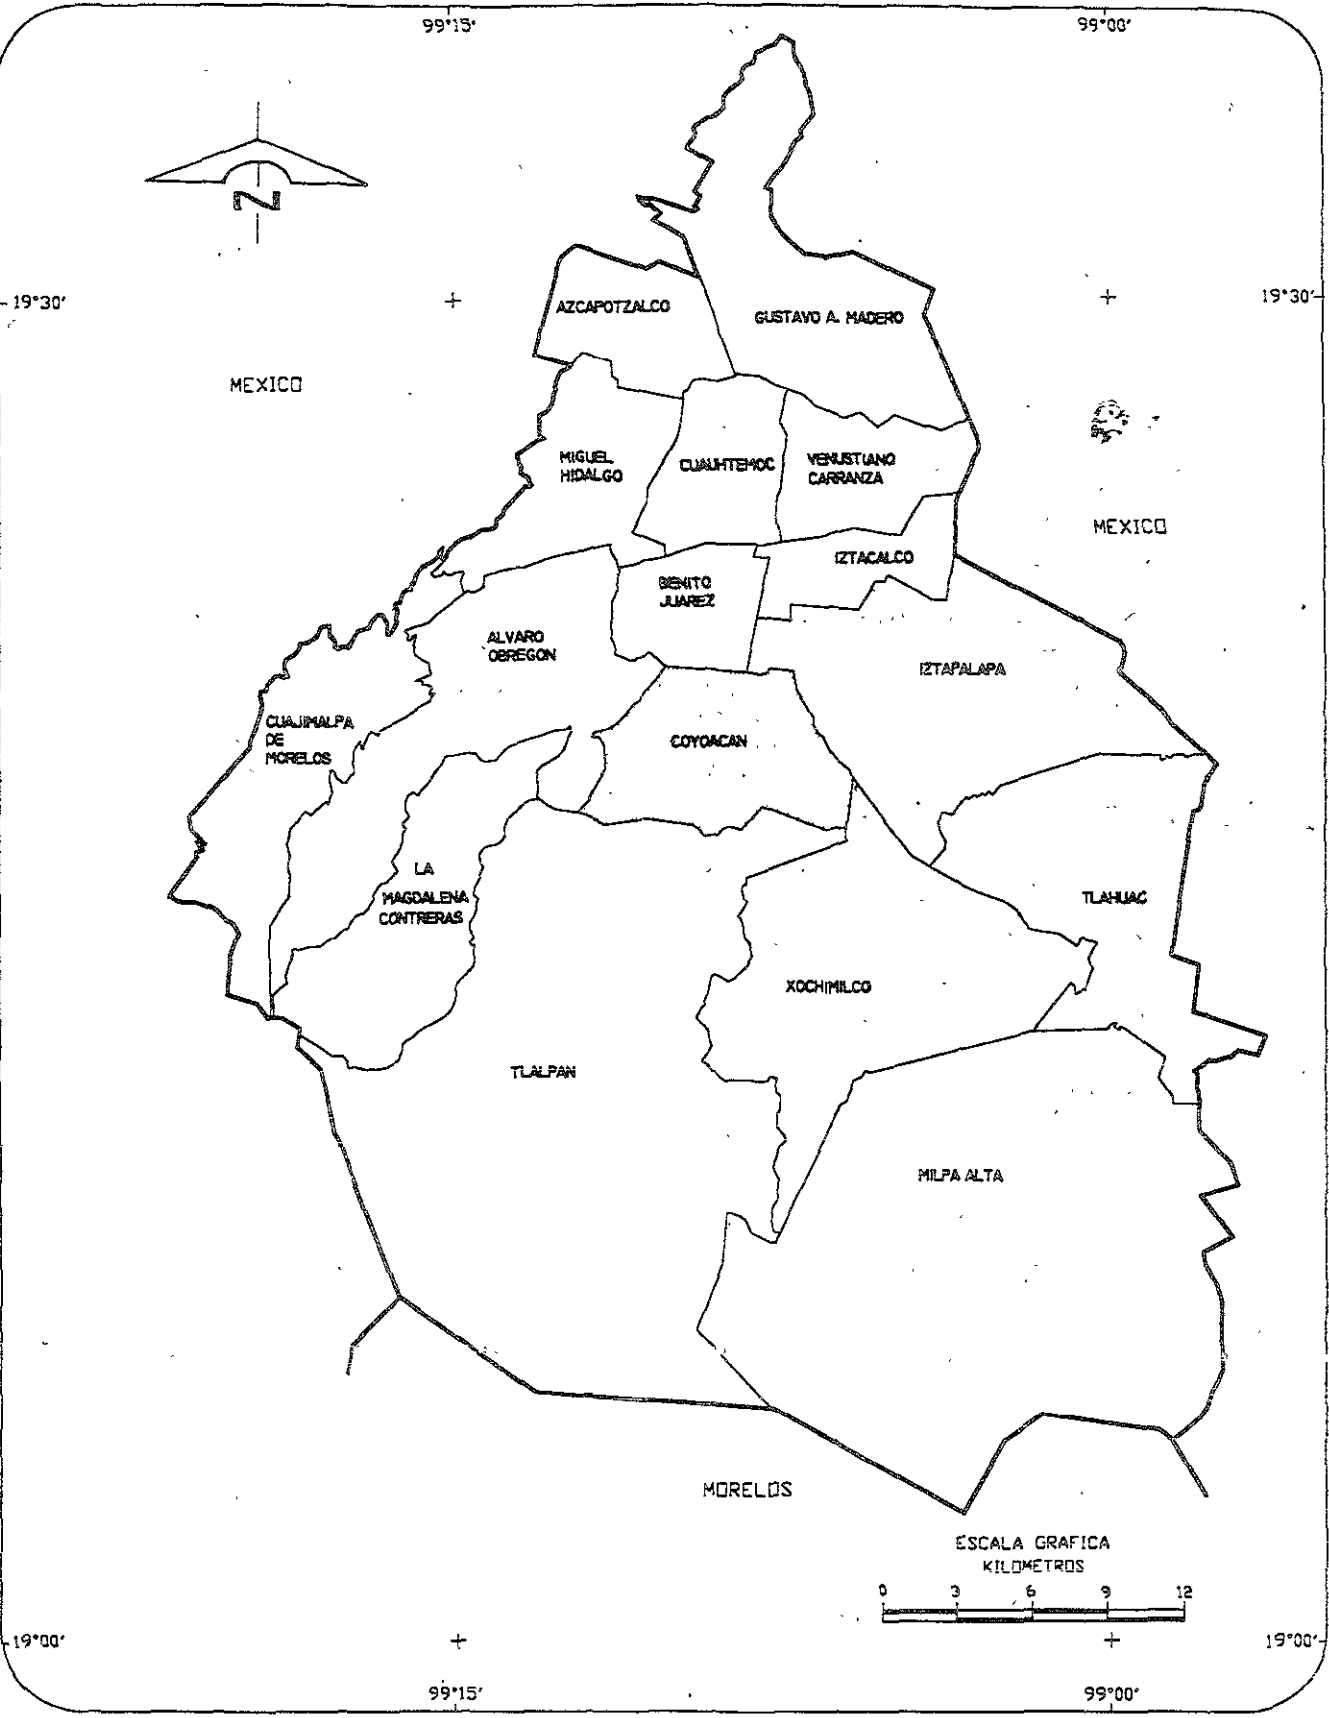 99°15'
99°00'
N
19°30'
19°30'
AZCAPOTZALCO
GUSTAVO A. MADERO
MEXICO
MIGUEL
HIDALGO
CUAUHTEMOC
VENUSTIANO
CARRANZA
MEXICO
IZTACALCO
BENITO
JUAREZ
ALVARO
OBREGON
IZTAPALAPA
CUAJIMALPA
DE
MORELOS
COYOACAN
LA
MAGDALENA
CONTRERAS
TLAHUAC
XOCHIMILCO
TLALPAN
MILPA ALTA
MORELOS
ESCALA GRAFICA
KILOMETROS
0 3 6 9 12
19°00'
19°00'
99°15'
99°00'